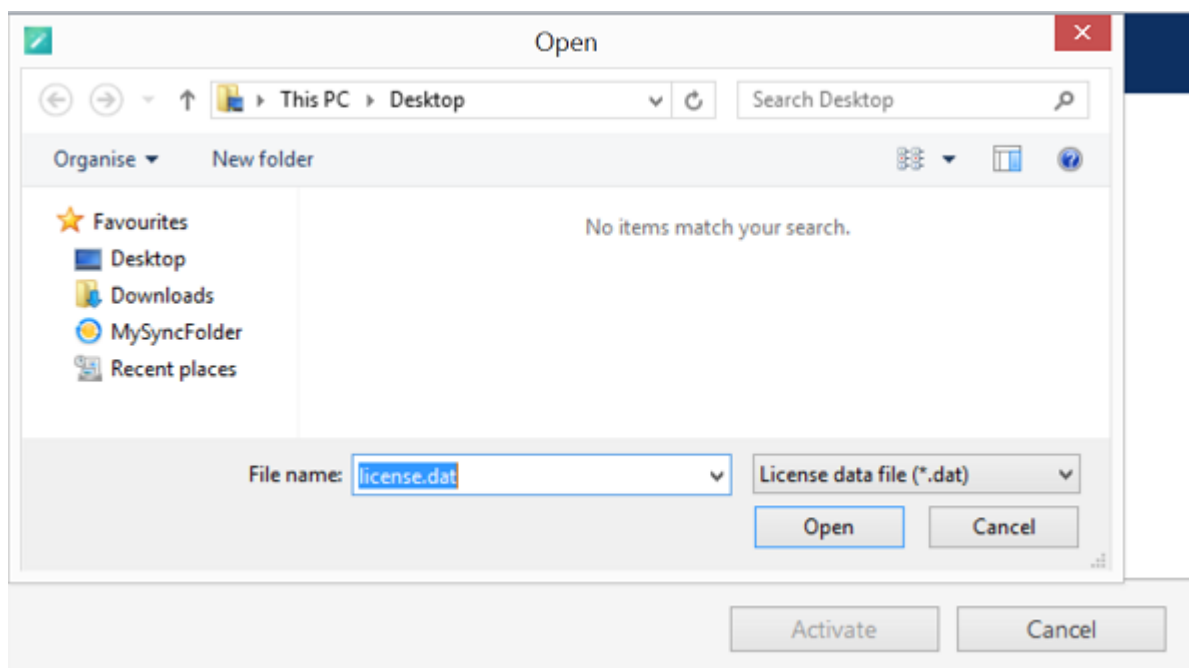 Open
This PC Desktop
Search Desktop
Organise
New folder
Favourites
Desktop
Downloads
MySyncFolder
Recent places
No items match your search.
File name: license.dat
License data file (*.dat)
Open
Cancel
Activate
Cancel